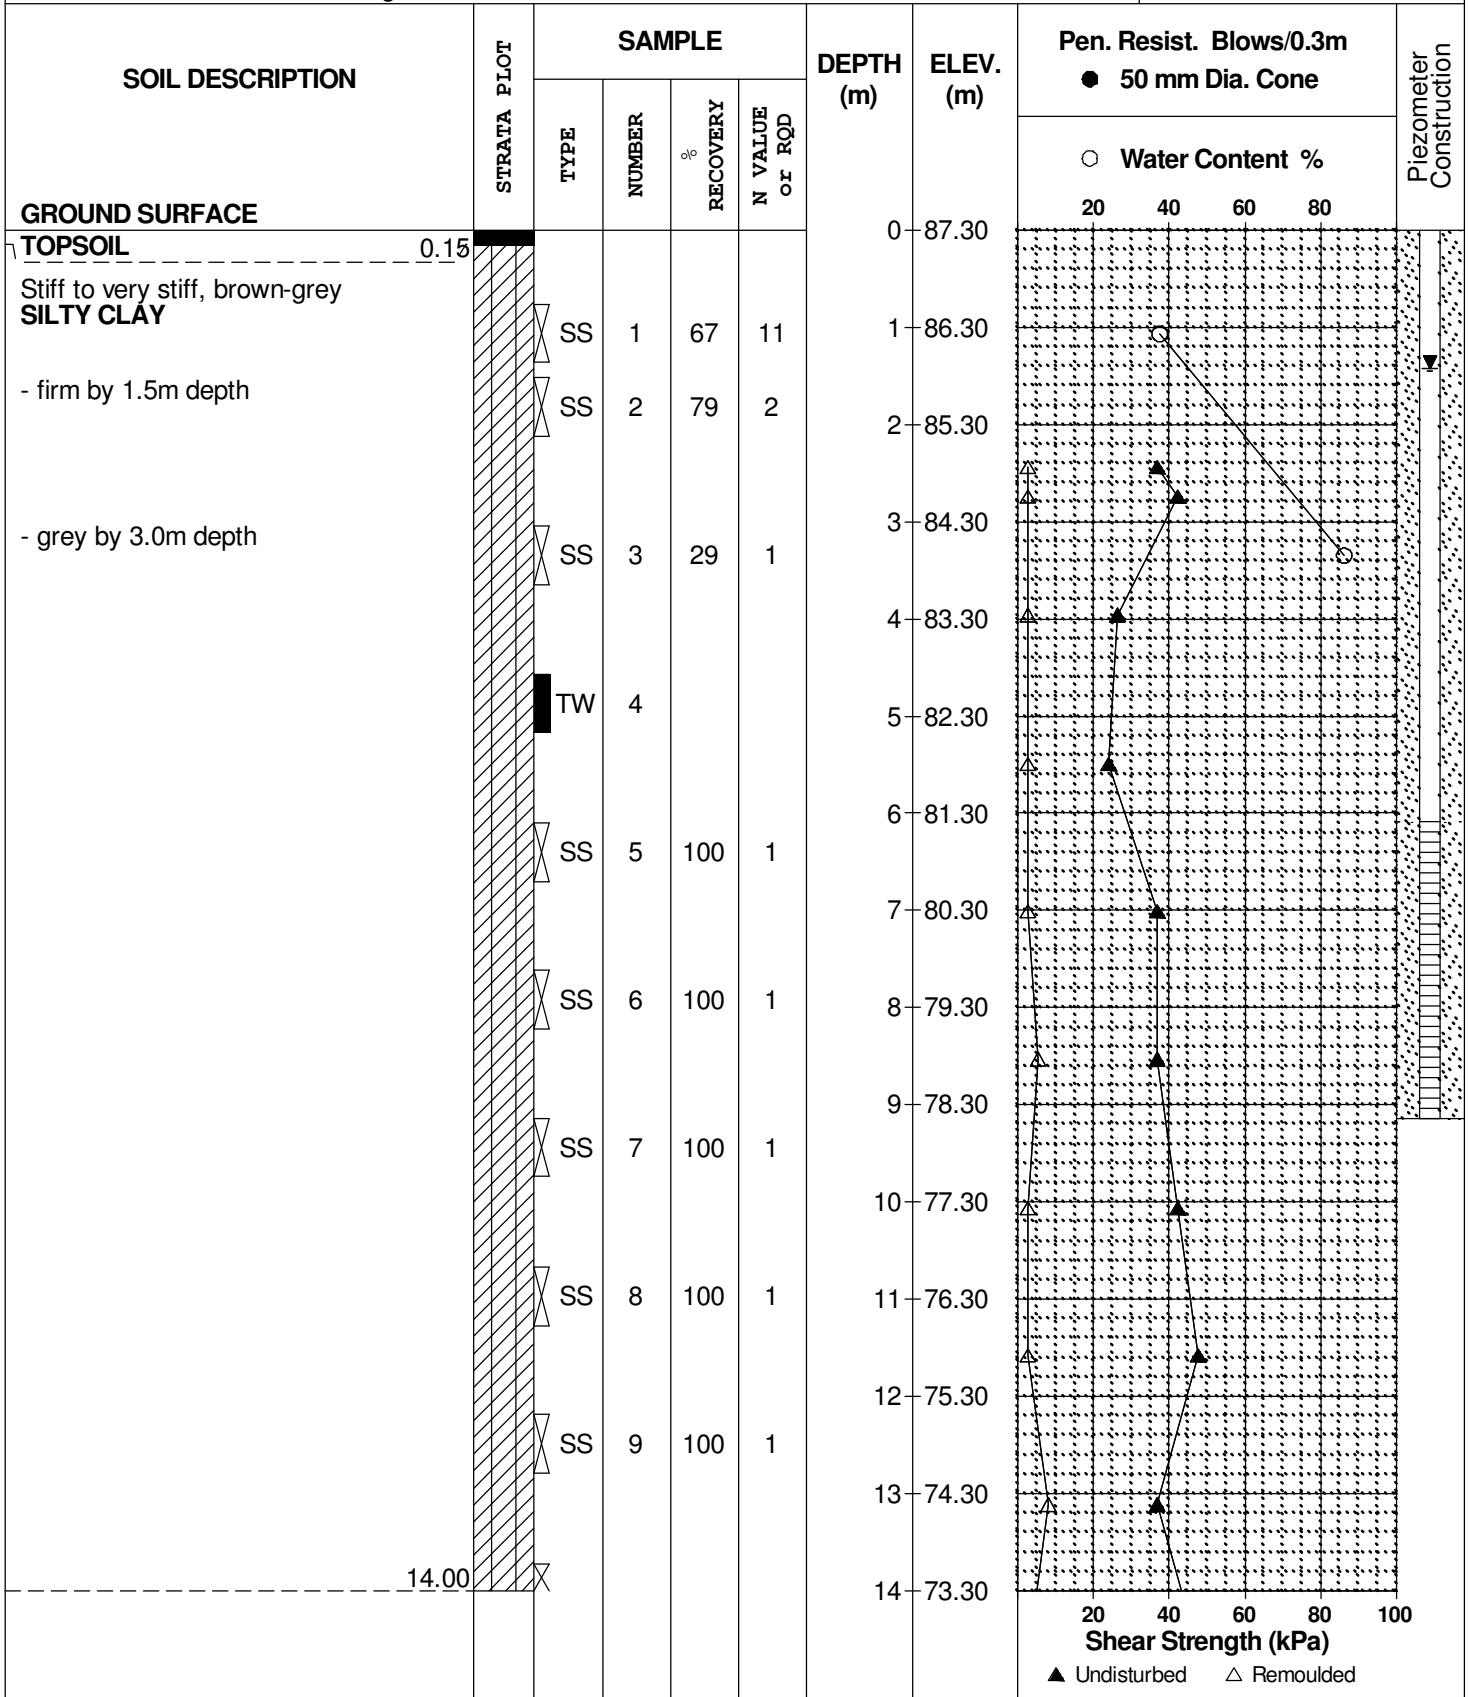 SOIL DESCRIPTION
STRATA PLOT
SAMPLE
TYPE
NUMBER
% RECOVERY
N VALUE or RQD
DEPTH (m)
ELEV. (m)
Pen. Resist. Blows/0.3m
● 50 mm Dia. Cone
○ Water Content %
Piezometer Construction
GROUND SURFACE
20 40 60 80
TOPSOIL 0.15
0 87.30
Stiff to very stiff, brown-grey
SILTY CLAY
SS 1 67 11
1 86.30
- firm by 1.5m depth
SS 2 79 2
2 85.30
3 84.30
- grey by 3.0m depth
SS 3 29 1
4 83.30
TW 4
5 82.30
6 81.30
SS 5 100 1
7 80.30
SS 6 100 1
8 79.30
9 78.30
SS 7 100 1
10 77.30
SS 8 100 1
11 76.30
12 75.30
SS 9 100 1
13 74.30
14.00
14 73.30
20 40 60 80 100
Shear Strength (kPa)
▲ Undisturbed △ Remoulded